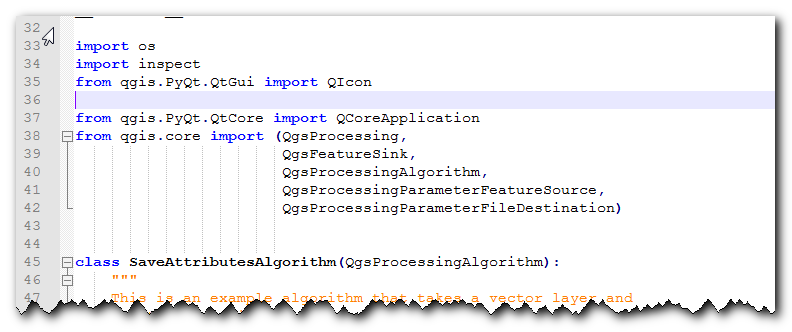 32
33 import os
34 import inspect
35 from qgis.PyQt.QtGui import QIcon
36
37 from qgis.PyQt.QtCore import QCoreApplication
38 from qgis.core import (QgsProcessing,
39 QgsFeatureSink,
40 QgsProcessingAlgorithm,
41 QgsProcessingParameterFeatureSource,
42 QgsProcessingParameterFileDestination)
43
44
45 class SaveAttributesAlgorithm(QgsProcessingAlgorithm):
46 """
47 This is an example algorithm that takes a vector layer and